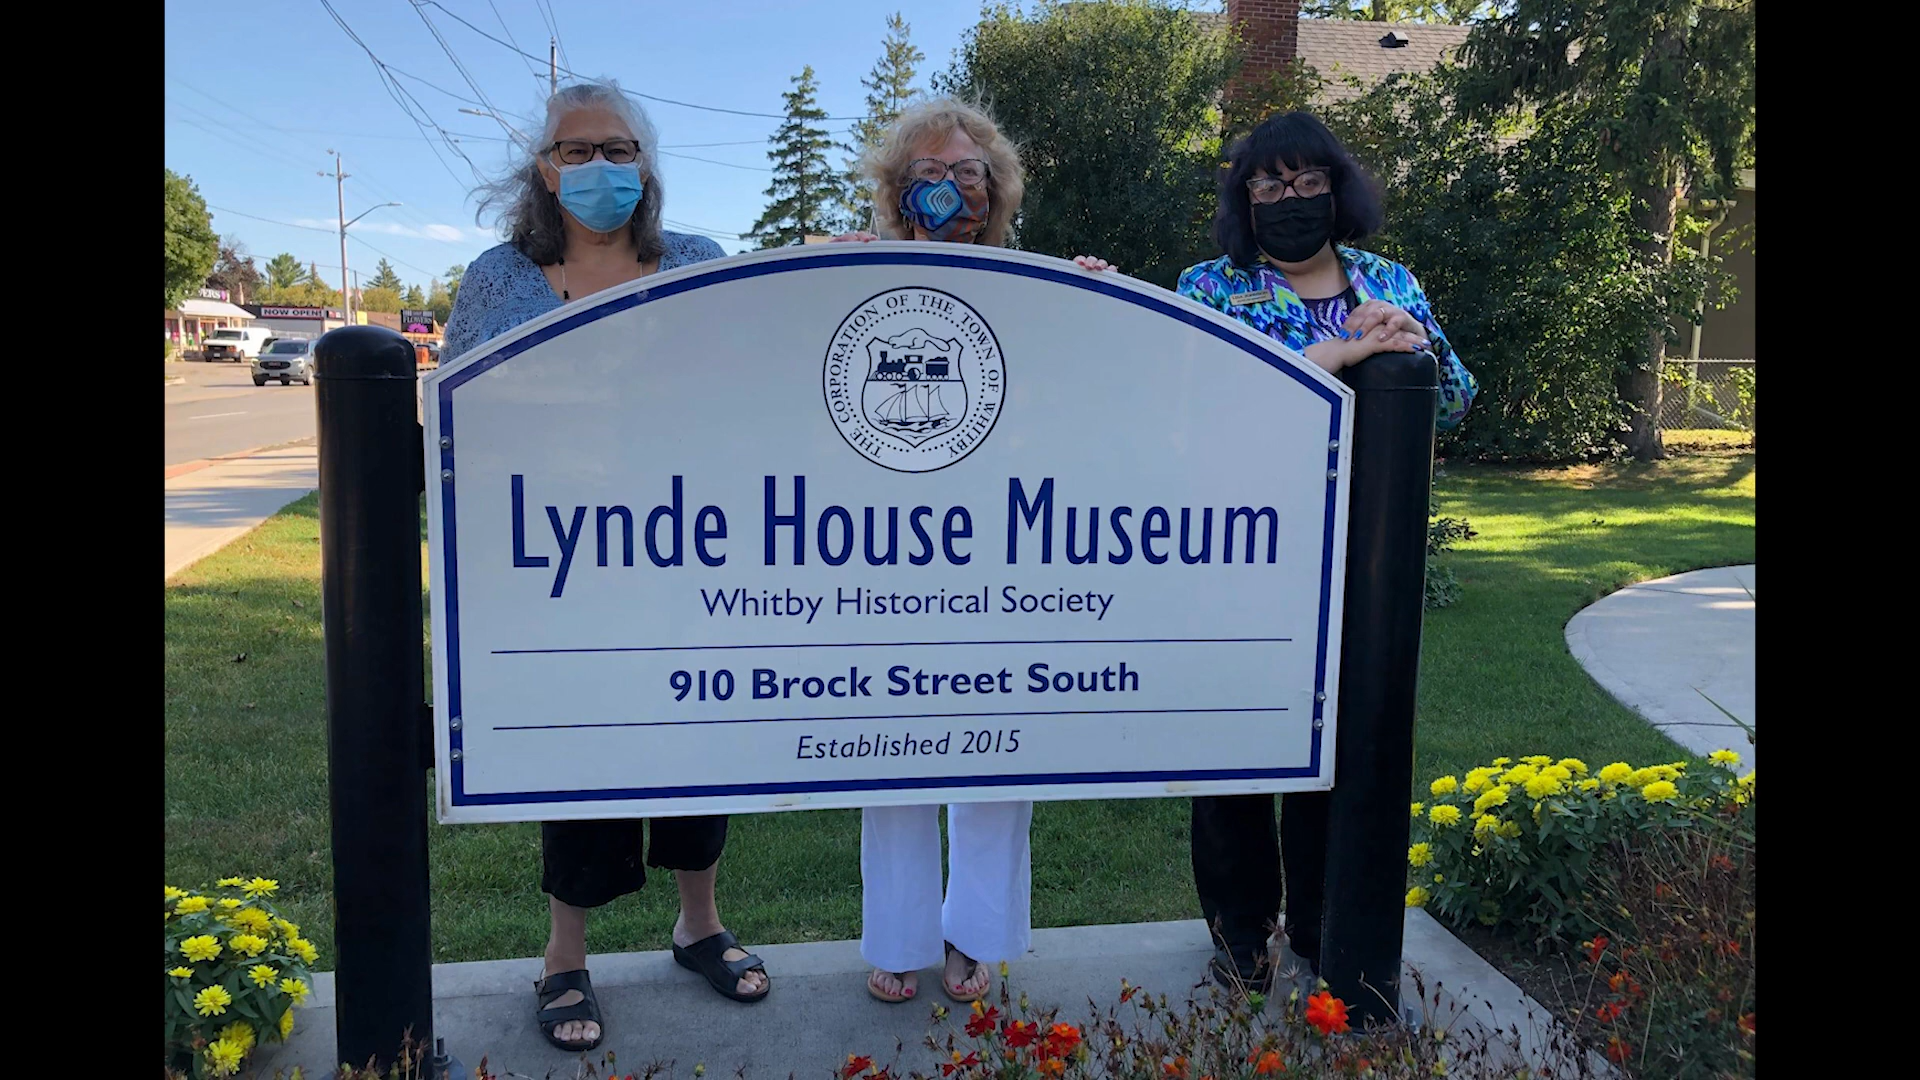 THE CORPORATION OF THE TOWN OF WHITBY
Lynde House Museum
Whitby Historical Society
910 Brock Street South
Established 2015
NOW OPEN
FLOWERS